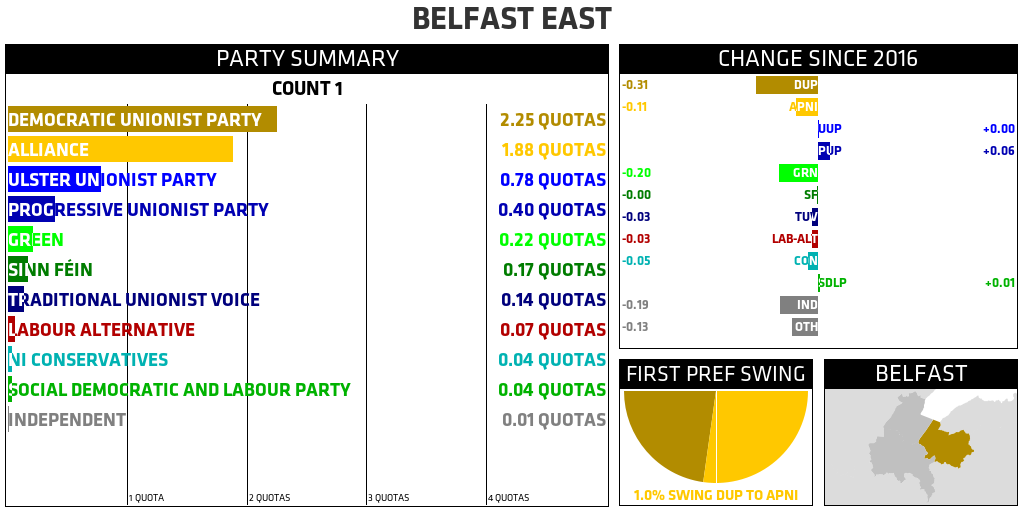 BELFAST EAST
PARTY SUMMARY
COUNT 1
DEMOCRATIC UNIONIST PARTY 2.25 QUOTAS
ALLIANCE 1.88 QUOTAS
ULSTER UNIONIST PARTY 0.78 QUOTAS
PROGRESSIVE UNIONIST PARTY 0.40 QUOTAS
GREEN 0.22 QUOTAS
SINN FÉIN 0.17 QUOTAS
TRADITIONAL UNIONIST VOICE 0.14 QUOTAS
LABOUR ALTERNATIVE 0.07 QUOTAS
NI CONSERVATIVES 0.04 QUOTAS
SOCIAL DEMOCRATIC AND LABOUR PARTY 0.04 QUOTAS
INDEPENDENT 0.01 QUOTAS
1 QUOTA 2 QUOTAS 3 QUOTAS 4 QUOTAS
CHANGE SINCE 2016
-0.31 DUP
-0.11 APNI
UUP +0.00
PUP +0.06
-0.20 GRN
-0.00 SF
-0.03 TUV
-0.03 LAB-ALT
-0.05 CON
SDLP +0.01
-0.19 IND
-0.13 OTH
FIRST PREF SWING
1.0% SWING DUP TO APNI
BELFAST